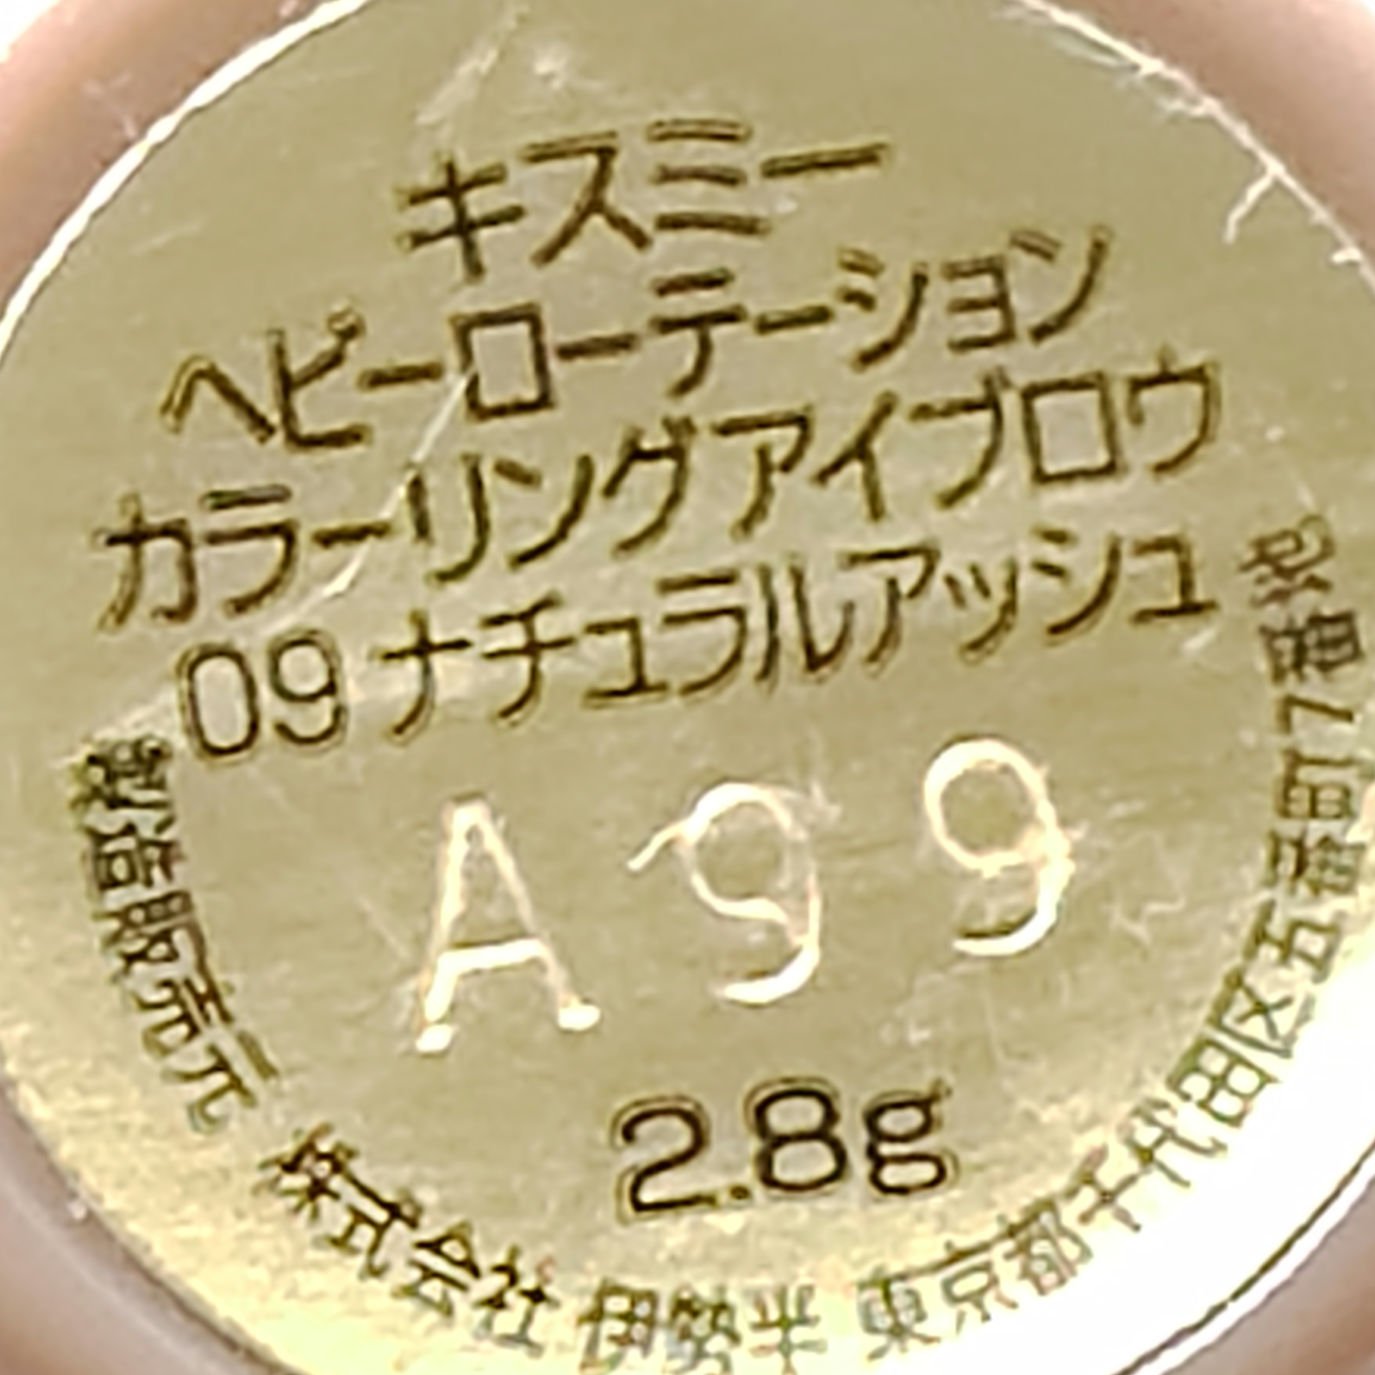 キスミー
ヘビーローテーション
カラーリングアイブロウ
09 ナチュラルアッシュ
A 9 9
2.8g
製造販売元 株式会社 伊勢半 東京都千代田区五番町7番地